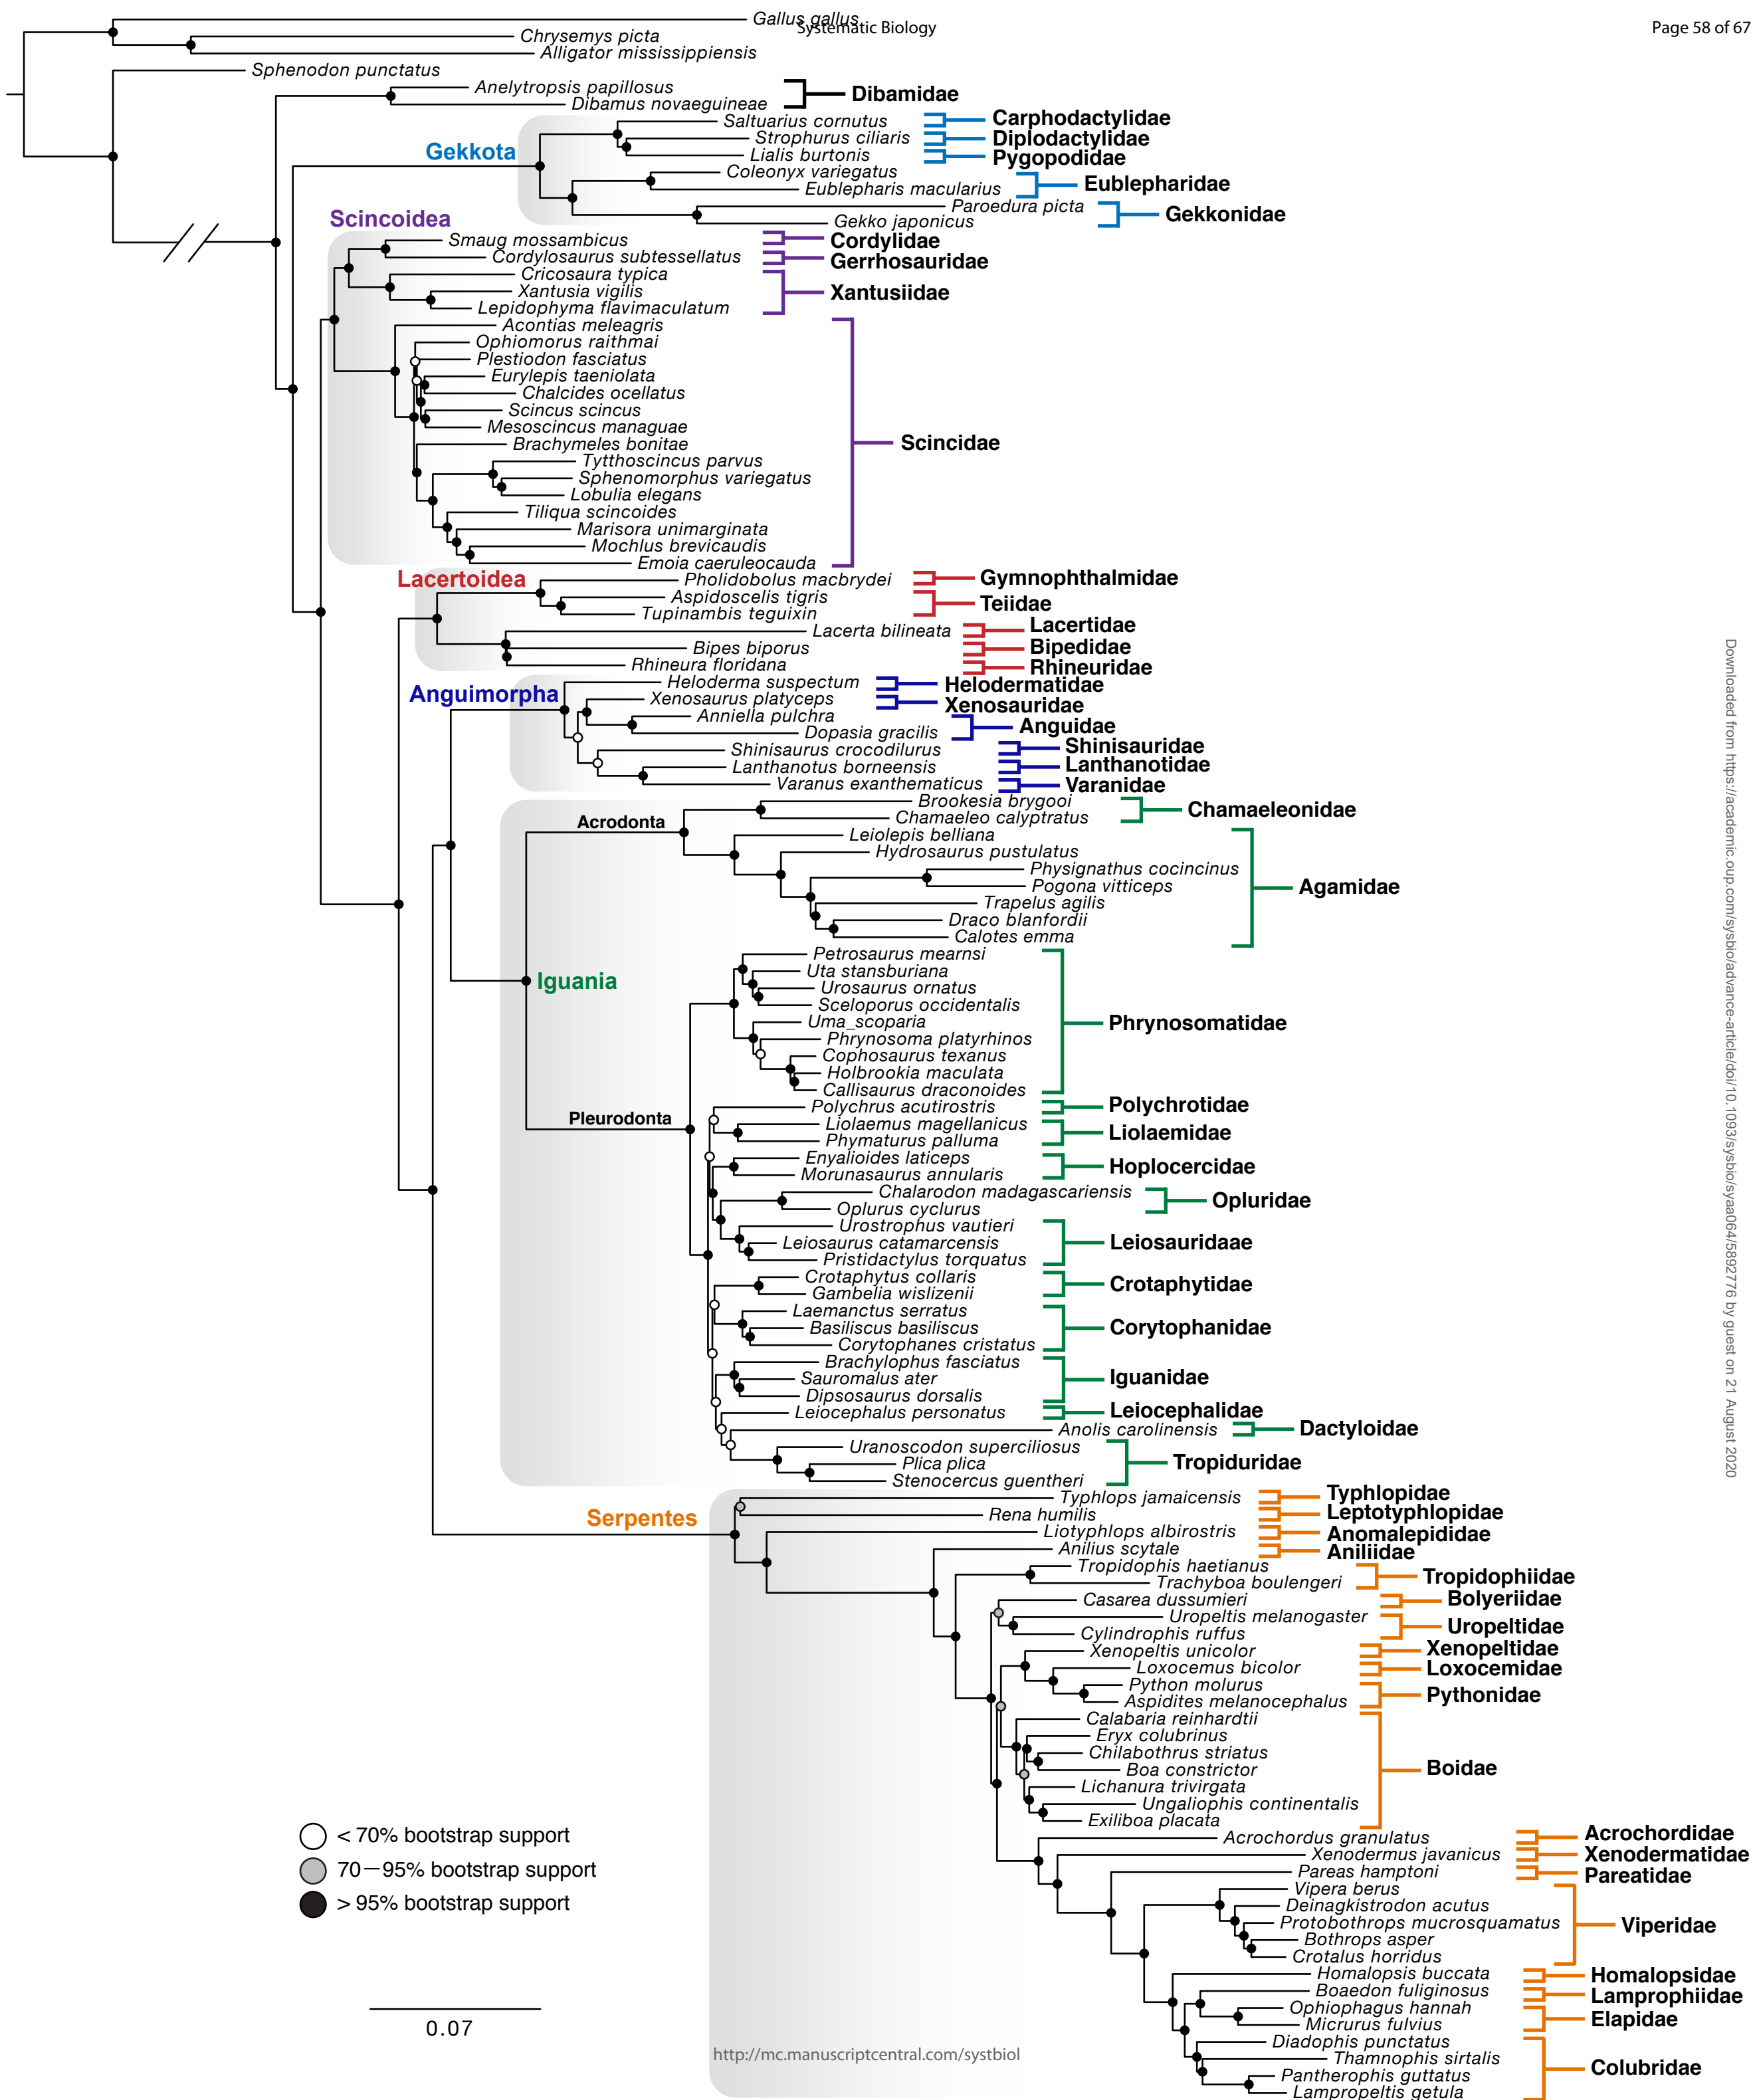 Gallus gallus
Systematic Biology
Page 58 of 67
Chrysemys picta
Alligator mississippiensis
Sphenodon punctatus
Anelytropsis papillosus
Dibamus novaeguineae
Dibamidae
Gekkota
Saltuarius cornutus
Carphodactylidae
Strophurus ciliaris
Diplodactylidae
Lialis burtonis
Pygopodidae
Coleonyx variegatus
Eublepharis macularius
Eublepharidae
Paroedura picta
Gekko japonicus
Gekkonidae
Scincoidea
Smaug mossambicus
Cordylidae
Cordylosaurus subtessellatus
Gerrhosauridae
Cricosaura typica
Xantusia vigilis
Lepidophyma flavimaculatum
Xantusiidae
Acontias meleagris
Ophiomorus raithmai
Plestiodon fasciatus
Eurylepis taeniolata
Chalcides ocellatus
Scincus scincus
Mesoscincus managuae
Brachymeles bonitae
Scincidae
Tytthoscincus parvus
Sphenomorphus variegatus
Lobulia elegans
Tiliqua scincoides
Marisora unimarginata
Mochlus brevicaudis
Emoia caeruleocauda
Lacertoidea
Pholidobolus macbrydei
Gymnophthalmidae
Aspidoscelis tigris
Tupinambis teguixin
Teiidae
Lacerta bilineata
Lacertidae
Bipes biporus
Bipedidae
Rhineura floridana
Rhineuridae
Anguimorpha
Heloderma suspectum
Helodermatidae
Xenosaurus platyceps
Xenosauridae
Anniella pulchra
Dopasia gracilis
Anguidae
Shinisaurus crocodilurus
Shinisauridae
Lanthanotus borneensis
Lanthanotidae
Varanus exanthematicus
Varanidae
Iguania
Acrodonta
Brookesia brygooi
Chamaeleo calyptratus
Chamaeleonidae
Leiolepis belliana
Hydrosaurus pustulatus
Physignathus cocincinus
Pogona vitticeps
Trapelus agilis
Draco blanfordii
Calotes emma
Agamidae
Petrosaurus mearnsi
Uta stansburiana
Urosaurus ornatus
Sceloporus occidentalis
Uma_scoparia
Phrynosoma platyrhinos
Cophosaurus texanus
Holbrookia maculata
Callisaurus draconoides
Phrynosomatidae
Pleurodonta
Polychrus acutirostris
Polychrotidae
Liolaemus magellanicus
Phymaturus palluma
Liolaemidae
Enyalioides laticeps
Morunasaurus annularis
Hoplocercidae
Chalarodon madagascariensis
Oplurus cyclurus
Opluridae
Urostrophus vautieri
Leiosaurus catamarcensis
Pristidactylus torquatus
Leiosauridaae
Crotaphytus collaris
Gambelia wislizenii
Crotaphytidae
Laemanctus serratus
Basiliscus basiliscus
Corytophanes cristatus
Corytophanidae
Brachylophus fasciatus
Sauromalus ater
Dipsosaurus dorsalis
Iguanidae
Leiocephalus personatus
Leiocephalidae
Anolis carolinensis
Dactyloidae
Uranoscodon superciliosus
Plica plica
Stenocercus guentheri
Tropiduridae
Serpentes
Typhlops jamaicensis
Typhlopidae
Rena humilis
Leptotyphlopidae
Liotyphlops albirostris
Anomalepididae
Anilius scytale
Aniliidae
Tropidophis haetianus
Trachyboa boulengeri
Tropidophiidae
Casarea dussumieri
Bolyeriidae
Uropeltis melanogaster
Cylindrophis ruffus
Uropeltidae
Xenopeltis unicolor
Xenopeltidae
Loxocemus bicolor
Loxocemidae
Python molurus
Aspidites melanocephalus
Pythonidae
Calabaria reinhardtii
Eryx colubrinus
Chilabothrus striatus
Boa constrictor
Lichanura trivirgata
Ungaliophis continentalis
Exiliboa placata
Boidae
Acrochordus granulatus
Acrochordidae
Xenodermus javanicus
Xenodermatidae
Pareas hamptoni
Pareatidae
Vipera berus
Deinagkistrodon acutus
Protobothrops mucrosquamatus
Bothrops asper
Crotalus horridus
Viperidae
Homalopsis buccata
Homalopsidae
Boaedon fuliginosus
Lamprophiidae
Ophiophagus hannah
Micrurus fulvius
Elapidae
Diadophis punctatus
Thamnophis sirtalis
Pantherophis guttatus
Lampropeltis getula
Colubridae
< 70% bootstrap support
70—95% bootstrap support
> 95% bootstrap support
0.07
http://mc.manuscriptcentral.com/systbiol
Downloaded from https://academic.oup.com/sysbio/advance-article/doi/10.1093/sysbio/syaa064/5892776 by guest on 21 August 2020